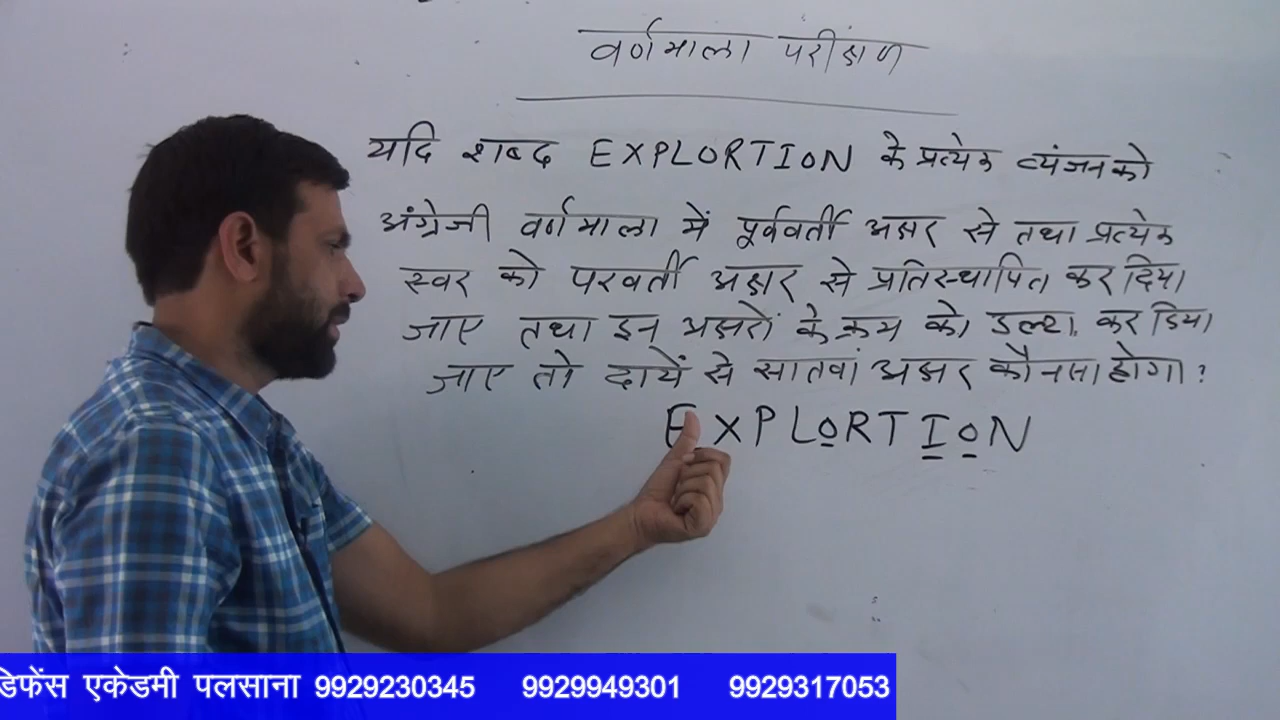 वर्णमाला परीक्षण
यदि शब्द EXPLORTION के प्रत्येक व्यंजन को
अंग्रेजी वर्णमाला में पूर्ववर्ती अक्षर से तथा प्रत्येक
स्वर को परवर्ती अक्षर से प्रतिस्थापित कर दिया
जाए तथा इन अक्षरों के क्रम को उल्टा कर दिया
जाए तो दायें से सातवां अक्षर कौनसा होगा ?
EXPLORTION
डिफेंस एकेडमी पलसाना 9929230345 9929949301 9929317053